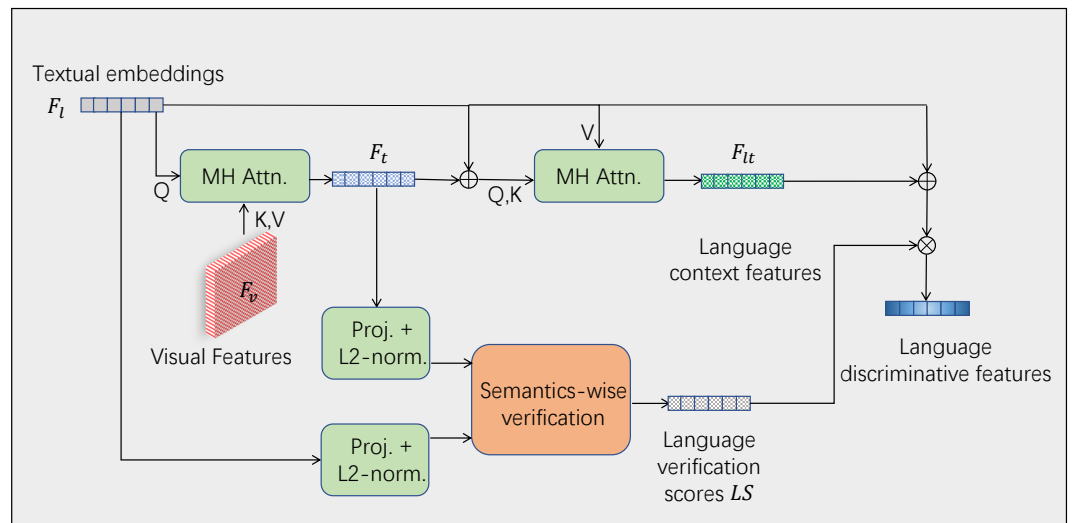 Textual embeddings
F_l
V
F_t
F_lt
MH Attn.
MH Attn.
Q
Q,K
K,V
Language
context features
F_v
Visual Features
Proj. +
L2-norm.
Language
discriminative features
Semantics-wise
verification
Proj. +
L2-norm.
Language
verification
scores LS